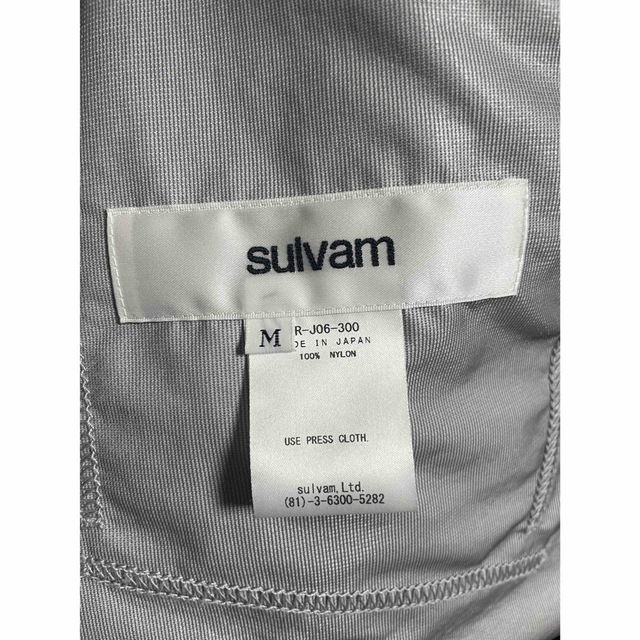 sulvam
M
R-J06-300
DE IN JAPAN
100% NYLON
USE PRESS CLOTH.
sulvam,Ltd.
(81)-3-6300-5282